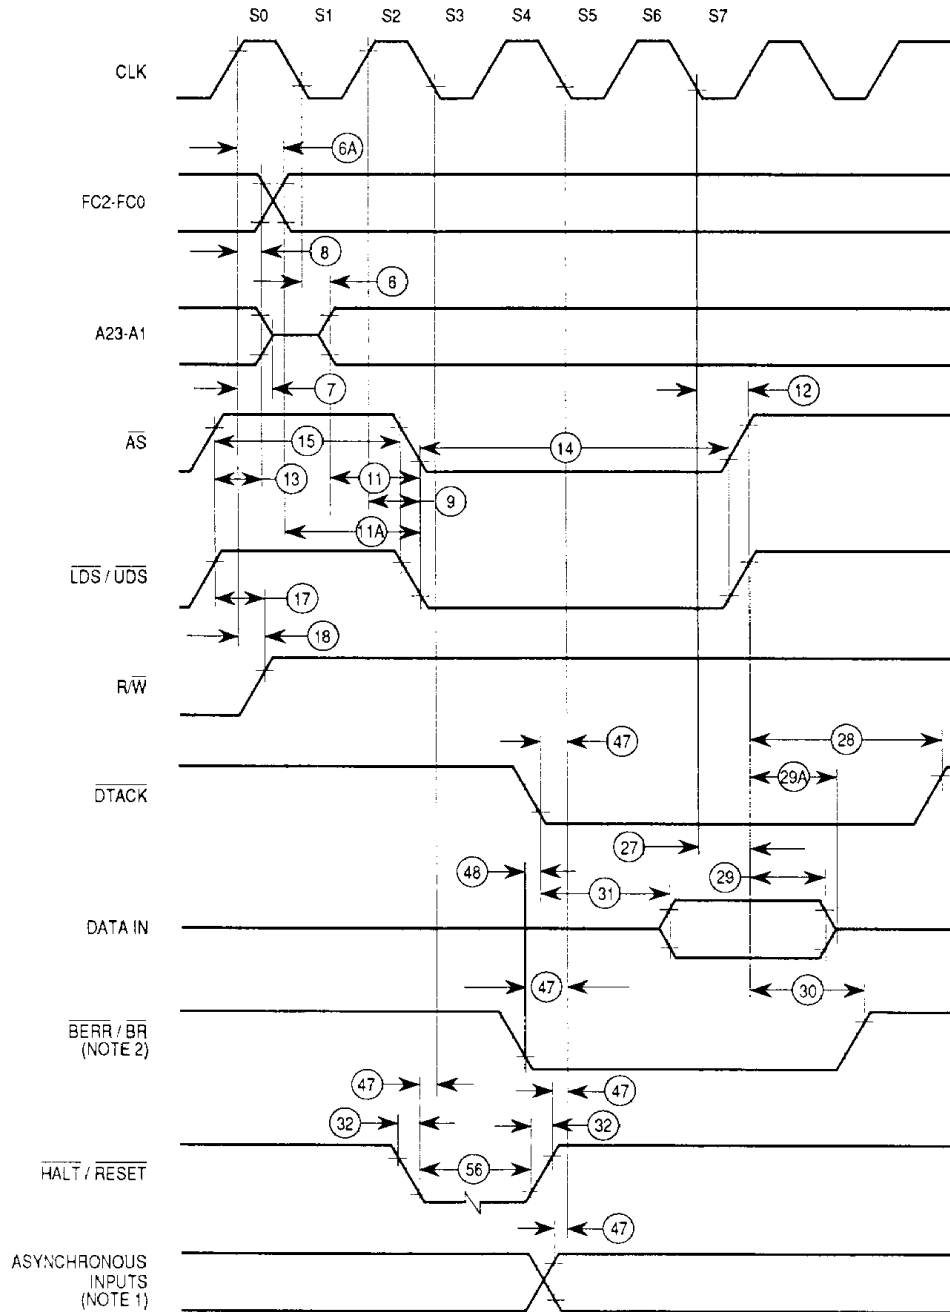 S0 S1 S2 S3 S4 S5 S6 S7
CLK
6A
FC2-FC0
8
6
A23-A1
7
12
AS
15
14
13
11
9
11A
LDS / UDS
17
18
R/W
47
28
DTACK
29A
27
48
29
31
DATA IN
47
30
BERR / BR
(NOTE 2)
47
47
32
32
HALT / RESET
56
47
ASYNCHRONOUS
INPUTS
(NOTE 1)